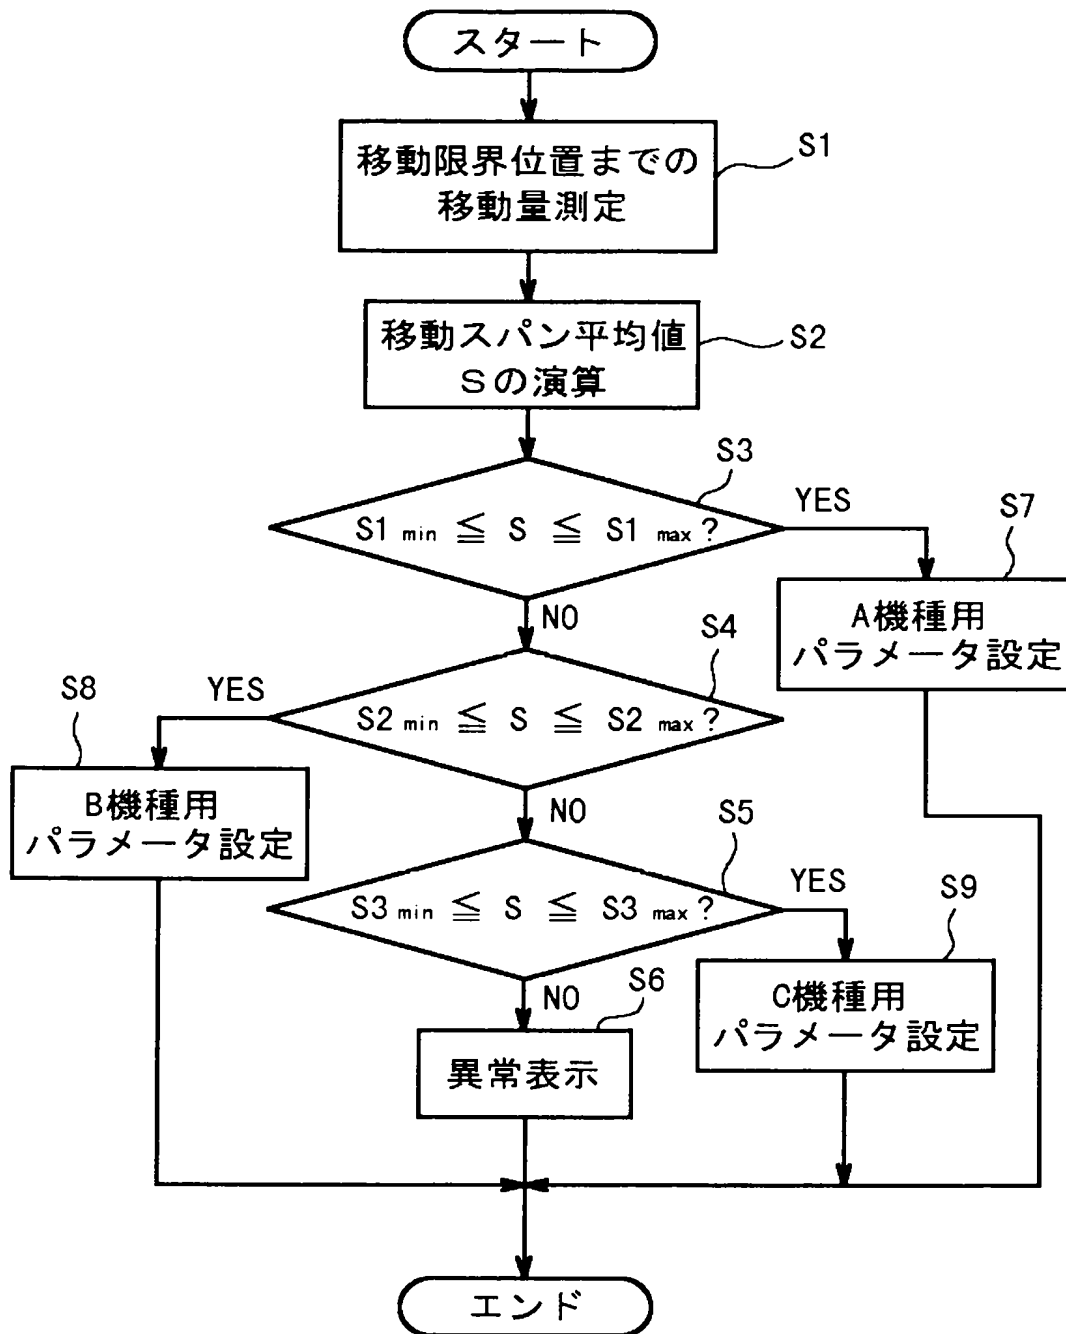 スタート
移動限界位置までの
移動量測定
S1
移動スパン平均値
Sの演算
S2
S3
S1 min ≦ S ≦ S1 max ?
YES
S7
A機種用
パラメータ設定
NO
S4
S2 min ≦ S ≦ S2 max ?
YES
S8
B機種用
パラメータ設定
NO
S5
S3 min ≦ S ≦ S3 max ?
YES
S9
C機種用
パラメータ設定
NO
S6
異常表示
エンド